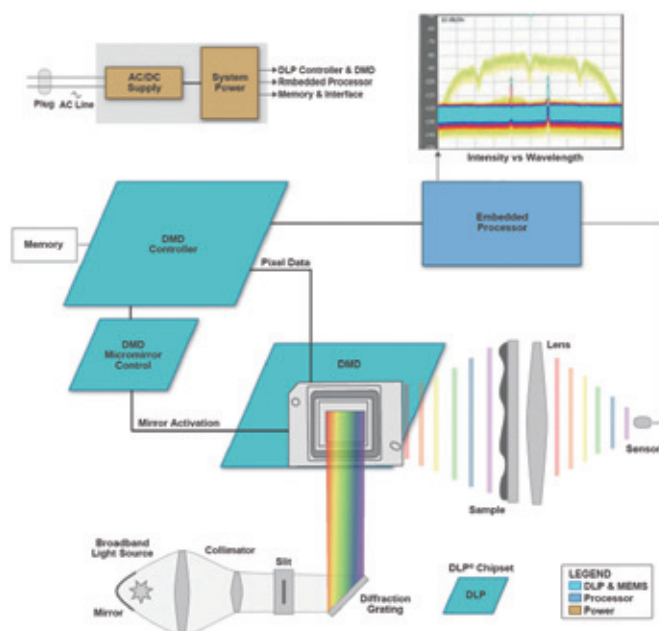 AC/DC
Supply
System
Power
DLP Controller & DMD
Rmbedded Processor
Memory & Interface
Plug
AC Line
Intensity vs Wavelength
DMD
Controller
Embedded
Processor
Memory
Pixel Data
DMD
Micromirror
Control
DMD
Lens
Mirror Activation
Sensor
Sample
Broadband
Light Source
Collimator
Slit
Mirror
Diffraction
Grating
DLP® Chipset
DLP
LEGEND
DLP & MEMS
Processor
Power